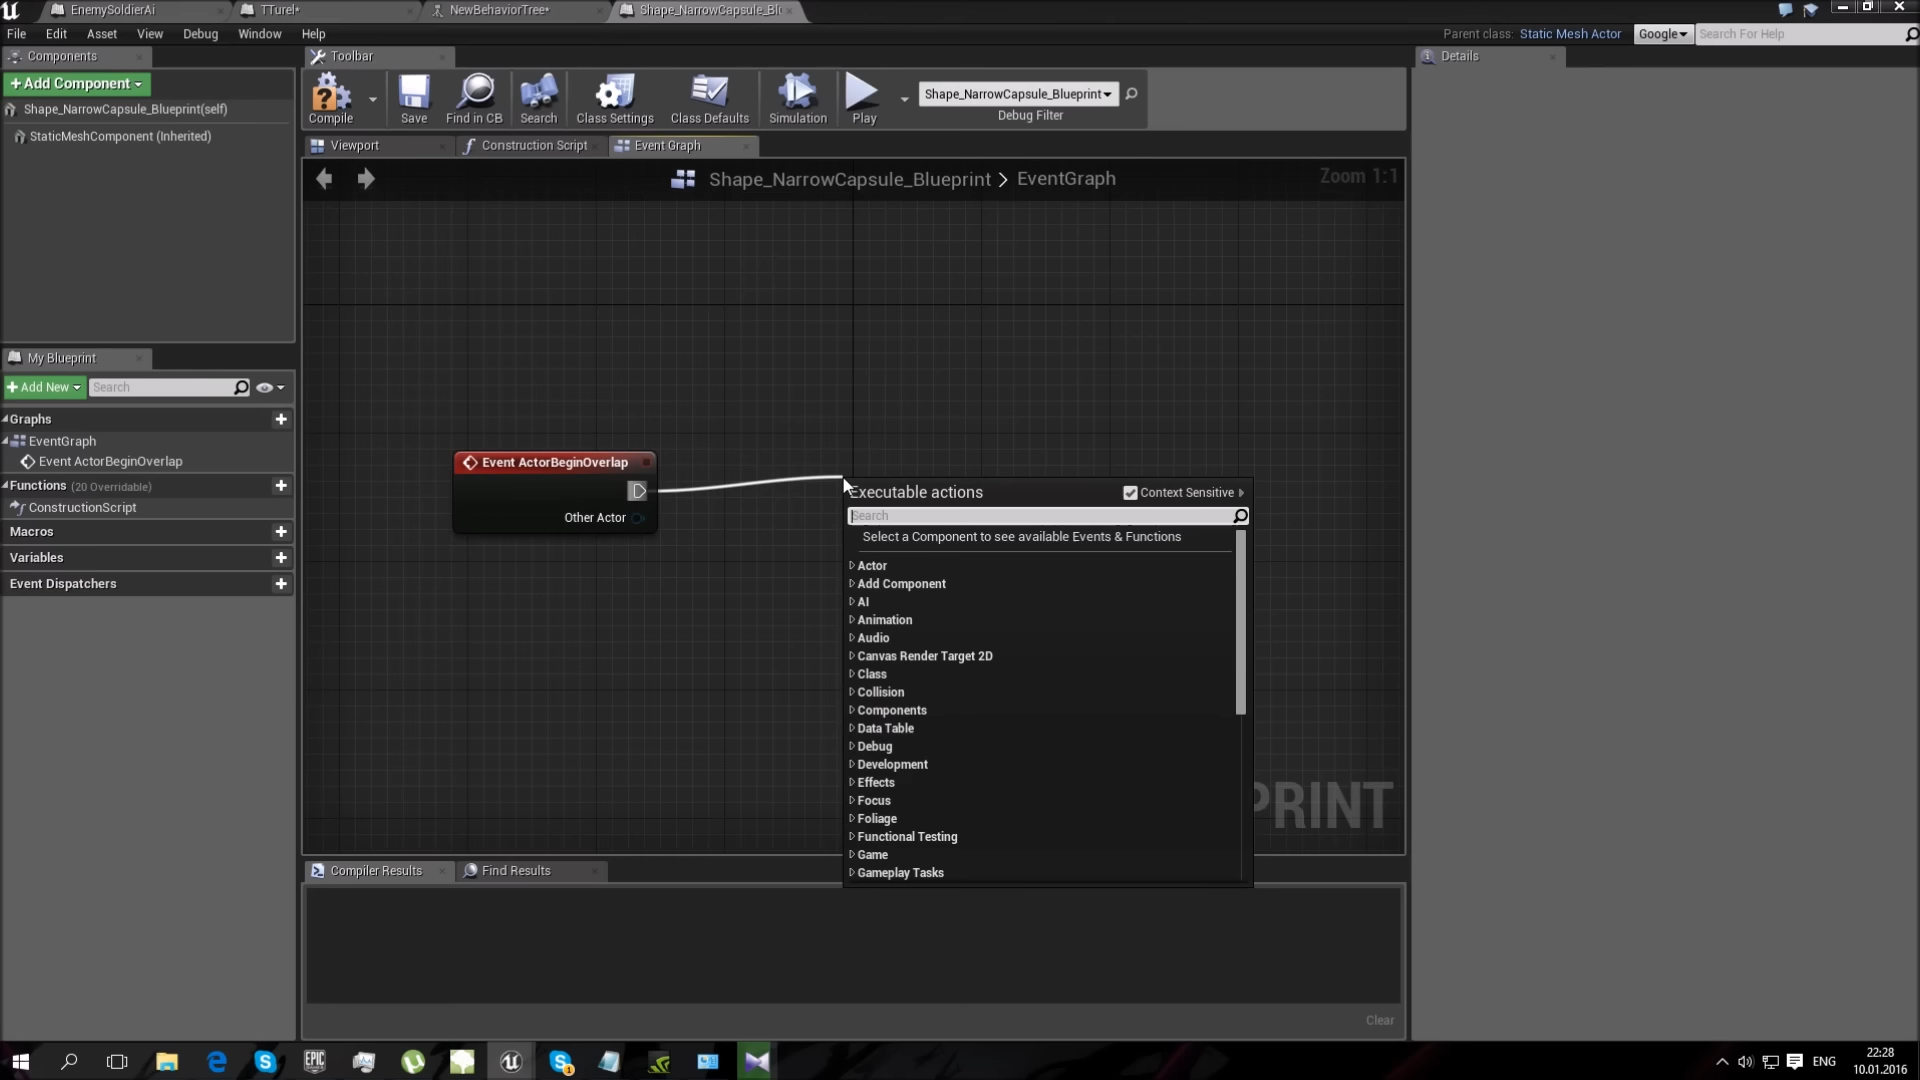 EnemySoldierAi
TTurel*
NewBehaviorTree*
Shape_NarrowCapsule_Bl
File Edit Asset View Debug Window Help
Parent class: Static Mesh Actor
Google
Search For Help
Components
Toolbar
Details
+Add Component
Shape_NarrowCapsule_Blueprint(self)
StaticMeshComponent (Inherited)
Compile
Save
Find in CB
Search
Class Settings
Class Defaults
Simulation
Play
Shape_NarrowCapsule_Blueprint
Debug Filter
Viewport
Construction Script
Event Graph
Shape_NarrowCapsule_Blueprint > EventGraph
Zoom 1:1
My Blueprint
+Add New
Search
Graphs
EventGraph
Event ActorBeginOverlap
Functions (20 Overridable)
ConstructionScript
Macros
Variables
Event Dispatchers
Event ActorBeginOverlap
Other Actor
Executable actions
Context Sensitive
Search
Select a Component to see available Events & Functions
Actor
Add Component
AI
Animation
Audio
Canvas Render Target 2D
Class
Collision
Components
Data Table
Debug
Development
Effects
Focus
Foliage
Functional Testing
Game
Gameplay Tasks
PRINT
Compiler Results
Find Results
Clear
EPIC
ENG
22:28
10.01.2016